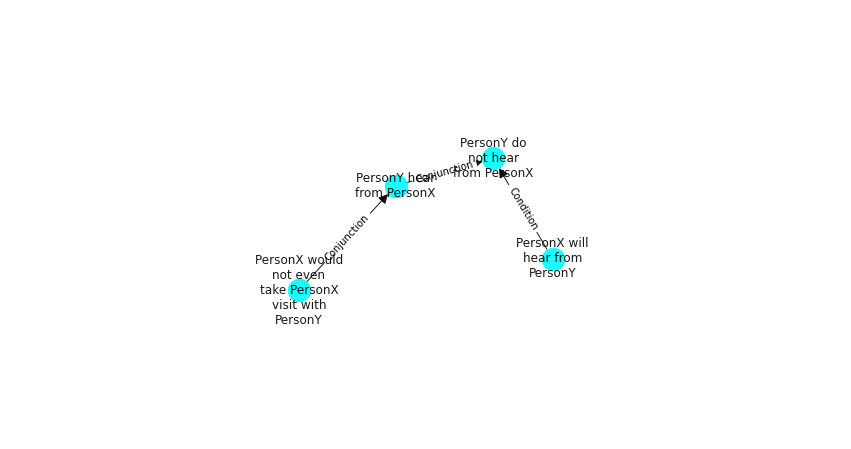 PersonY do
not hear
from PersonX
Conjunction
PersonY hear
from PersonX
Condition
Conjunction
PersonX will
hear from
PersonY
PersonX would
not even
take PersonX
visit with
PersonY